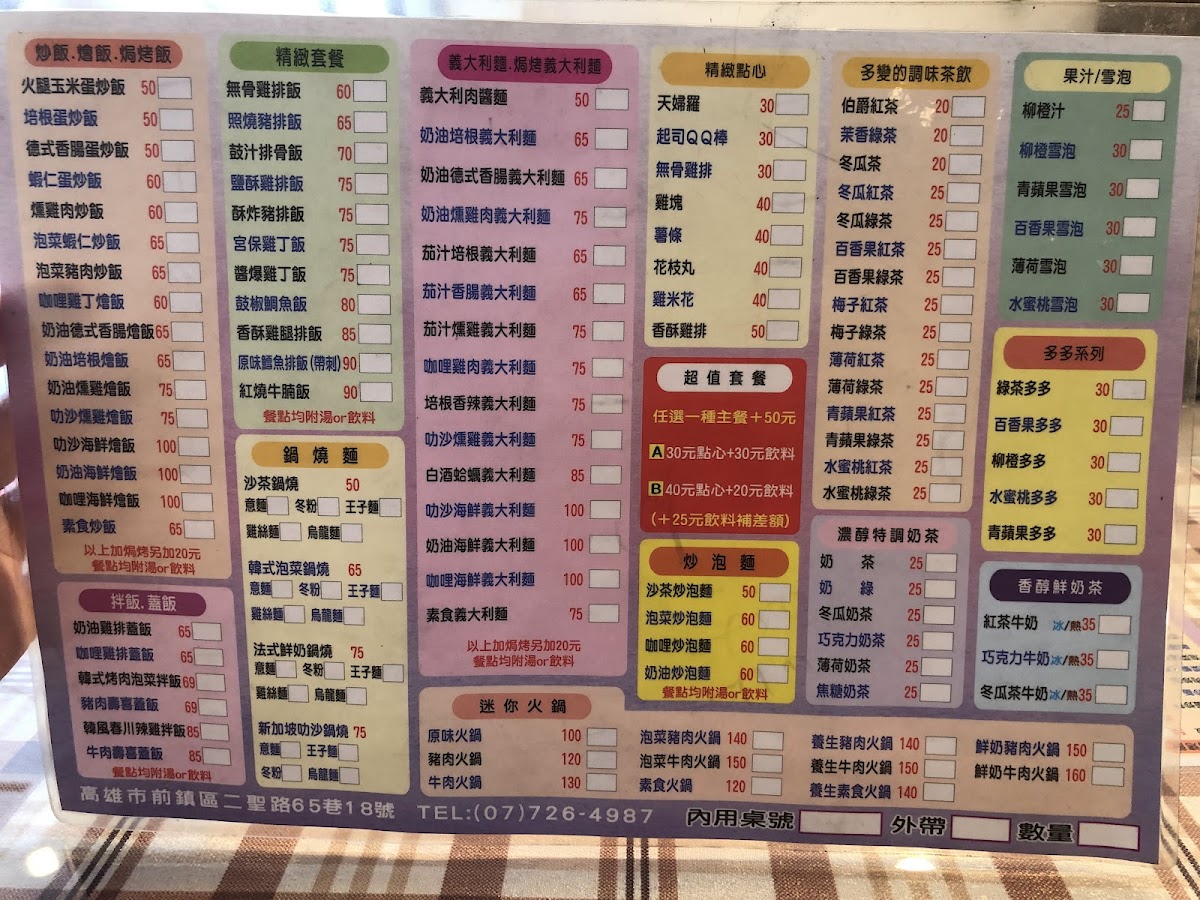 炒飯.燴飯.焗烤飯
火腿玉米蛋炒飯 50
培根蛋炒飯 50
德式香腸蛋炒飯 50
蝦仁蛋炒飯 60
燻雞肉炒飯 60
泡菜蝦仁炒飯 65
泡菜豬肉炒飯 65
咖哩雞丁燴飯 60
奶油德式香腸燴飯 65
奶油培根燴飯 65
奶油燻雞燴飯 75
叻沙燻雞燴飯 75
叻沙海鮮燴飯 100
奶油海鮮燴飯 100
咖哩海鮮燴飯 100
素食炒飯 65
以上加焗烤另加20元
餐點均附湯or飲料
拌飯.蓋飯
奶油雞排蓋飯 65
咖哩雞排蓋飯 65
韓式烤肉泡菜拌飯 69
豬肉壽喜蓋飯 69
韓風春川辣雞拌飯 85
牛肉壽喜蓋飯 85
餐點均附湯or飲料
精緻套餐
無骨雞排飯 60
照燒豬排飯 65
鼓汁排骨飯 70
鹽酥雞排飯 75
酥炸豬排飯 75
宮保雞丁飯 75
醬爆雞丁飯 75
鼓椒鯛魚飯 80
香酥雞腿排飯 85
原味鱈魚排飯(帶刺) 90
紅燒牛腩飯 90
餐點均附湯or飲料
鍋燒麵
沙茶鍋燒 50
意麵 冬粉 王子麵
雞絲麵 烏龍麵
韓式泡菜鍋燒 65
意麵 冬粉 王子麵
雞絲麵 烏龍麵
法式鮮奶鍋燒 75
意麵 冬粉 王子麵
雞絲麵 烏龍麵
新加坡叻沙鍋燒 75
意麵 王子麵
冬粉 烏龍麵
義大利麵.焗烤義大利麵
義大利肉醬麵 50
奶油培根義大利麵 65
奶油德式香腸義大利麵 65
奶油燻雞肉義大利麵 75
茄汁培根義大利麵 65
茄汁香腸義大利麵 65
茄汁燻雞義大利麵 75
咖哩雞肉義大利麵 75
培根香辣義大利麵 75
叻沙燻雞義大利麵 75
白酒蛤蠣義大利麵 85
叻沙海鮮義大利麵 100
奶油海鮮義大利麵 100
咖哩海鮮義大利麵 100
素食義大利麵 75
以上加焗烤另加20元
餐點均附湯or飲料
精緻點心
天婦羅 30
起司QQ棒 30
無骨雞排 30
雞塊 40
薯條 40
花枝丸 40
雞米花 40
香酥雞排 50
超值套餐
任選一種主餐＋50元
A 30元點心+30元飲料
B 40元點心+20元飲料
(＋25元飲料補差額)
炒泡麵
沙茶炒泡麵 50
泡菜炒泡麵 60
咖哩炒泡麵 60
奶油炒泡麵 60
餐點均附湯or飲料
多變的調味茶飲
伯爵紅茶 20
茉香綠茶 20
冬瓜茶 20
冬瓜紅茶 25
冬瓜綠茶 25
百香果紅茶 25
百香果綠茶 25
梅子紅茶 25
梅子綠茶 25
薄荷紅茶 25
薄荷綠茶 25
青蘋果紅茶 25
青蘋果綠茶 25
水蜜桃紅茶 25
水蜜桃綠茶 25
濃醇特調奶茶
奶 茶 25
奶 綠 25
冬瓜奶茶 25
巧克力奶茶 25
薄荷奶茶 25
焦糖奶茶 25
果汁/雪泡
柳橙汁 25
柳橙雪泡 30
青蘋果雪泡 30
百香果雪泡 30
薄荷雪泡 30
水蜜桃雪泡 30
多多系列
綠茶多多 30
百香果多多 30
柳橙多多 30
水蜜桃多多 30
青蘋果多多 30
香醇鮮奶茶
紅茶牛奶 冰/熱35
巧克力牛奶 冰/熱35
冬瓜茶牛奶 冰/熱35
迷你火鍋
原味火鍋 100
豬肉火鍋 120
牛肉火鍋 130
泡菜豬肉火鍋 140
泡菜牛肉火鍋 150
素食火鍋 120
養生豬肉火鍋 140
養生牛肉火鍋 150
養生素食火鍋 140
鮮奶豬肉火鍋 150
鮮奶牛肉火鍋 160
高雄市前鎮區二聖路65巷18號 TEL:(07)726-4987 內用桌號 外帶 數量